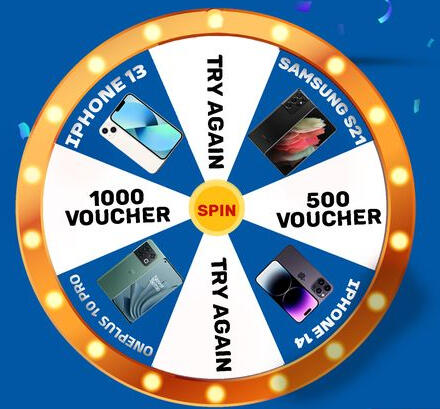 TRY AGAIN
SAMSUNG S21
500
VOUCHER
IPHONE 14
TRY AGAIN
ONEPLUS 10 PRO
1000
VOUCHER
IPHONE 13
SPIN